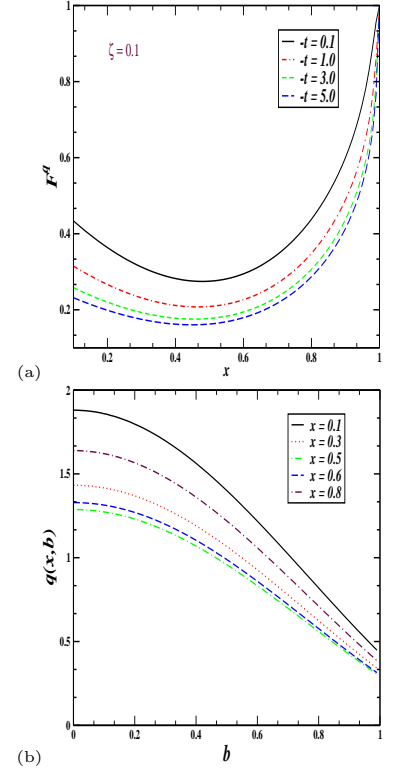 1
ζ = 0.1
-t = 0.1
-t = 1.0
-t = 3.0
-t = 5.0
0.8
0.6
F^q
0.4
0.2
0.2 0.4 0.6 0.8 1
x
(a)
2
x = 0.1
x = 0.3
x = 0.5
x = 0.6
x = 0.8
1.5
q(x,b)
1
0.5
0
0 0.2 0.4 0.6 0.8 1
b
(b)